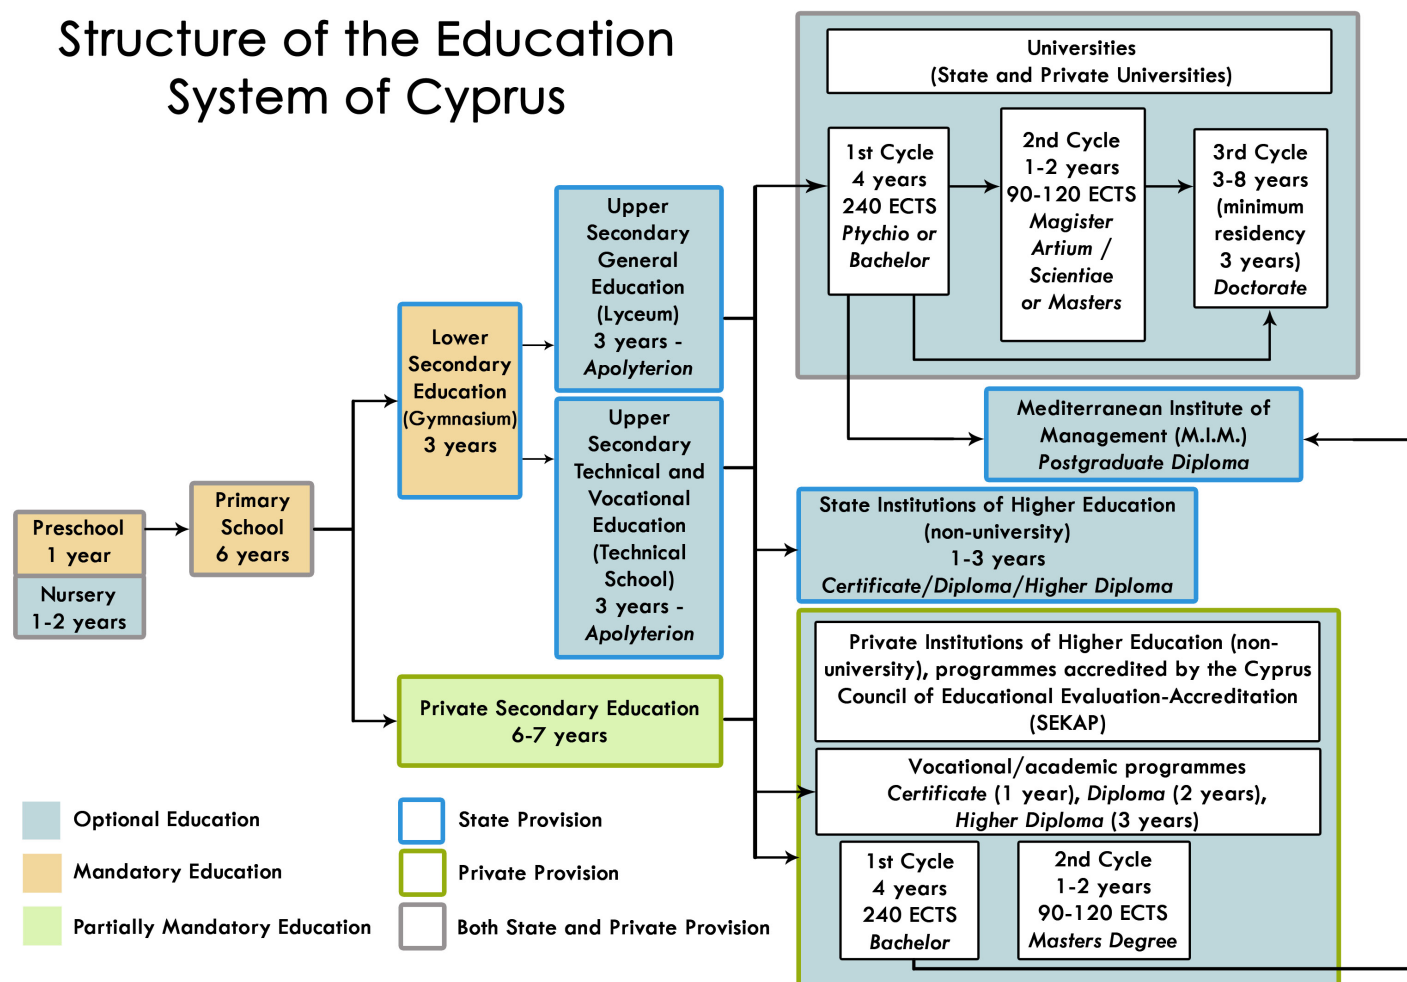 Structure of the Education
System of Cyprus
Universities
(State and Private Universities)
1st Cycle
4 years
240 ECTS
Ptychio or
Bachelor
2nd Cycle
1-2 years
90-120 ECTS
Magister
Artium /
Scientiae
or Masters
3rd Cycle
3-8 years
(minimum
residency
3 years)
Doctorate
Upper
Secondary
General
Education
(Lyceum)
3 years -
Apolyterion
Lower
Secondary
Education
(Gymnasium)
3 years
Upper
Secondary
Technical and
Vocational
Education
(Technical
School)
3 years -
Apolyterion
Mediterranean Institute of
Management (M.I.M.)
Postgraduate Diploma
Primary
School
6 years
Preschool
1 year
Nursery
1-2 years
State Institutions of Higher Education
(non-university)
1-3 years
Certificate/Diploma/Higher Diploma
Private Institutions of Higher Education (non-
university), programmes accredited by the Cyprus
Council of Educational Evaluation-Accreditation
(SEKAP)
Private Secondary Education
6-7 years
Vocational/academic programmes
Certificate (1 year), Diploma (2 years),
Higher Diploma (3 years)
1st Cycle
4 years
240 ECTS
Bachelor
2nd Cycle
1-2 years
90-120 ECTS
Masters Degree
Optional Education
Mandatory Education
Partially Mandatory Education
State Provision
Private Provision
Both State and Private Provision